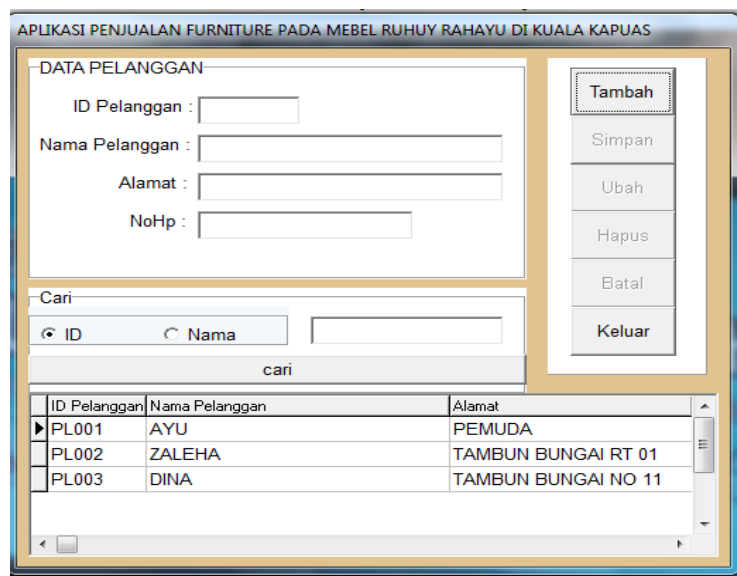 APLIKASI PENJUALAN FURNITURE PADA MEBEL RUHUY RAHAYU DI KUALA KAPUAS
DATA PELANGGAN
ID Pelanggan :
Nama Pelanggan :
Alamat :
NoHp :
Tambah
Simpan
Ubah
Hapus
Batal
Keluar
Cari
ID Nama
cari
ID Pelanggan Nama Pelanggan Alamat
PL001 AYU PEMUDA
PL002 ZALEHA TAMBUN BUNGAI RT 01
PL003 DINA TAMBUN BUNGAI NO 11